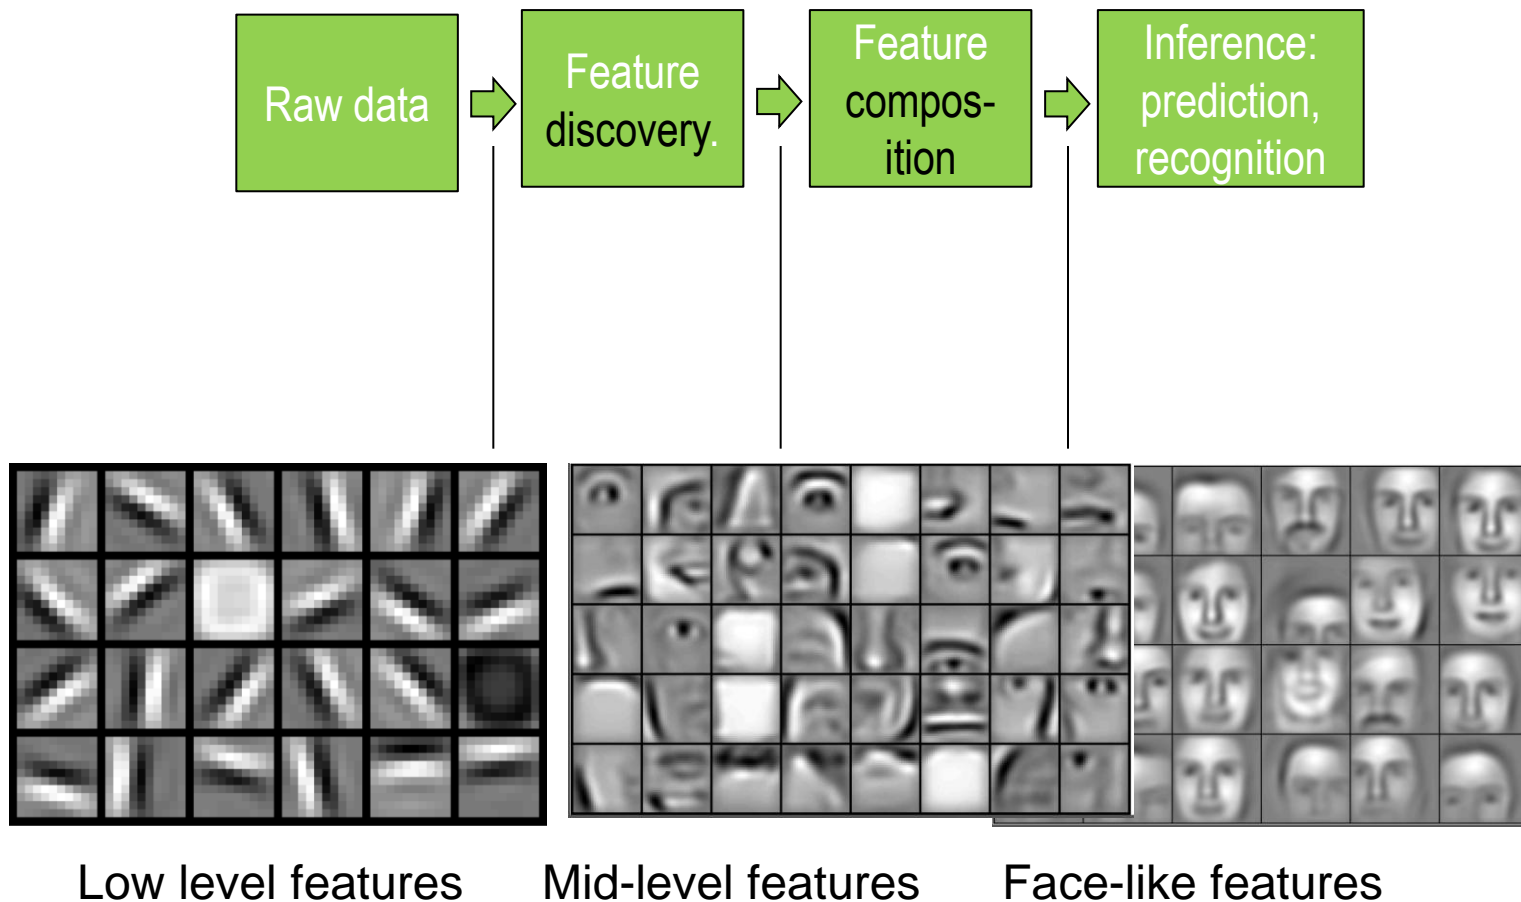 Raw data
Feature
discovery.
Feature
compos-
ition
Inference:
prediction,
recognition
Low level features
Mid-level features
Face-like features